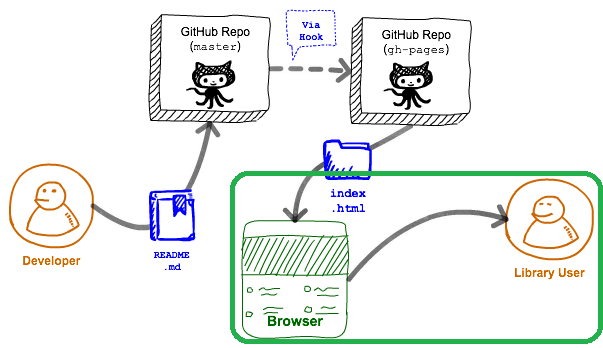 GitHub Repo
(master)
Via
Hook
GitHub Repo
(gh-pages)
index
.html
README
.md
Developer
Browser
Library User